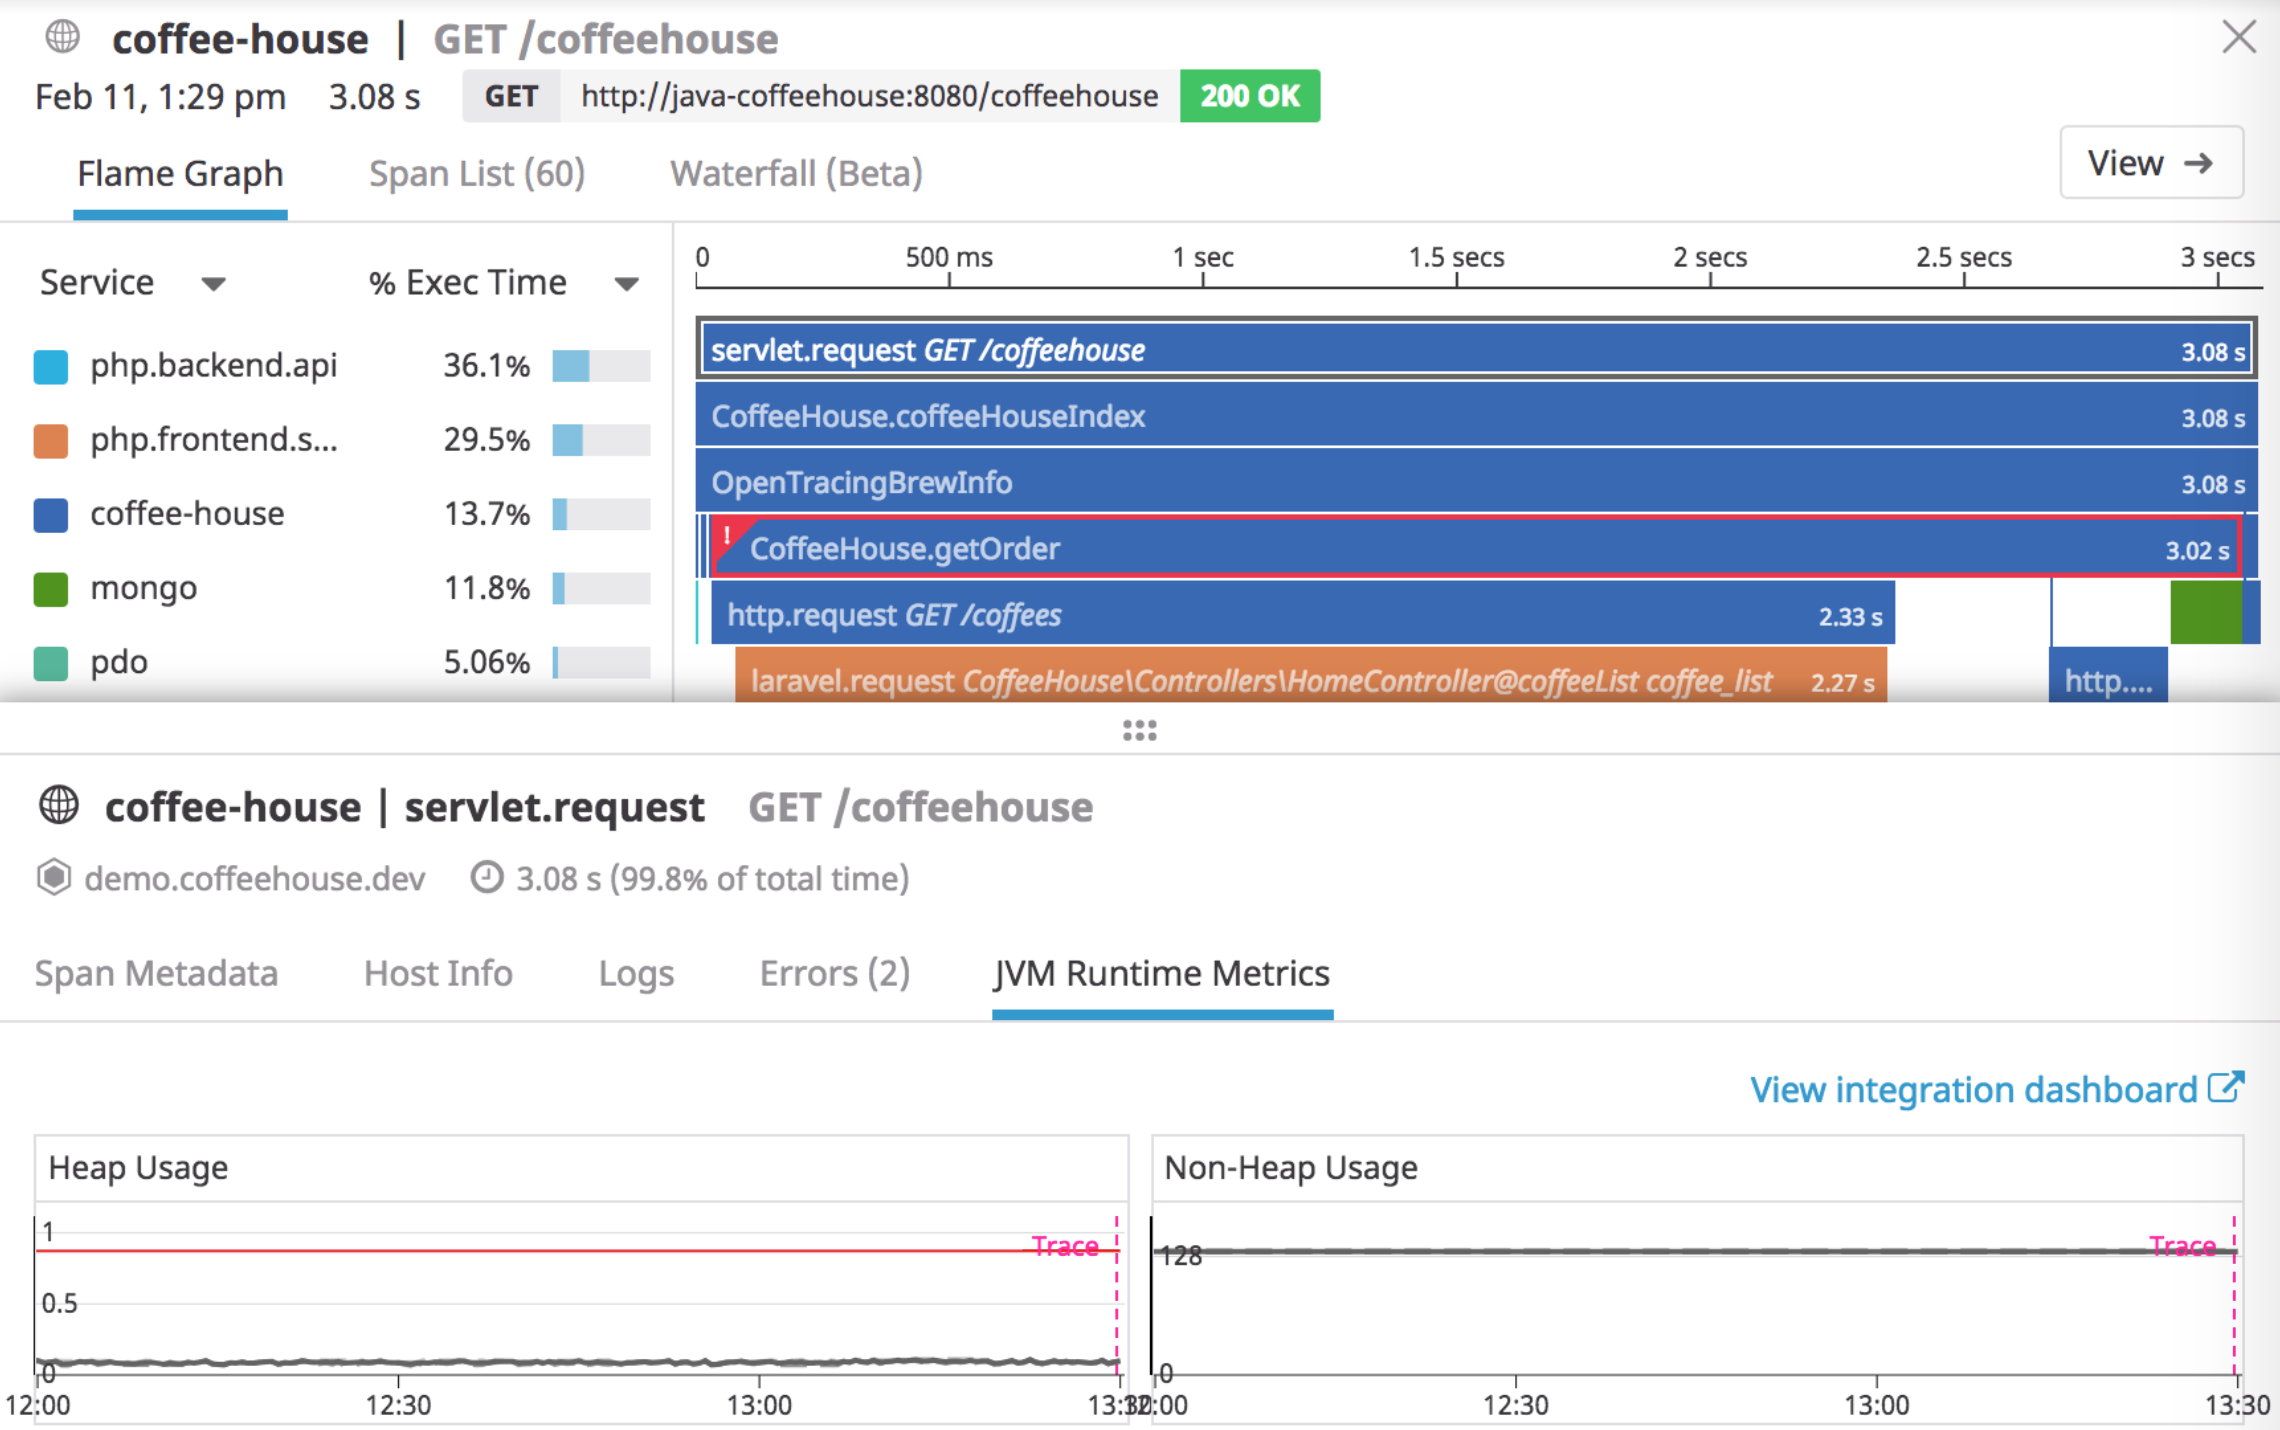 coffee-house | GET /coffeehouse
Feb 11, 1:29 pm 3.08 s GET http://java-coffeehouse:8080/coffeehouse 200 OK
Flame Graph Span List (60) Waterfall (Beta) View →
Service % Exec Time
0 500 ms 1 sec 1.5 secs 2 secs 2.5 secs 3 secs
php.backend.api 36.1%
php.frontend.s... 29.5%
coffee-house 13.7%
mongo 11.8%
pdo 5.06%
servlet.request GET /coffeehouse 3.08 s
CoffeeHouse.coffeeHouseIndex 3.08 s
OpenTracingBrewInfo 3.08 s
! CoffeeHouse.getOrder 3.02 s
http.request GET /coffees 2.33 s
laravel.request CoffeeHouse\Controllers\HomeController@coffeeList coffee_list 2.27 s http....
coffee-house | servlet.request GET /coffeehouse
demo.coffeehouse.dev 3.08 s (99.8% of total time)
Span Metadata Host Info Logs Errors (2) JVM Runtime Metrics
View integration dashboard
Heap Usage
1
Trace
0.5
0
12:00 12:30 13:00 13:30
Non-Heap Usage
128
Trace
0
12:00 12:30 13:00 13:30